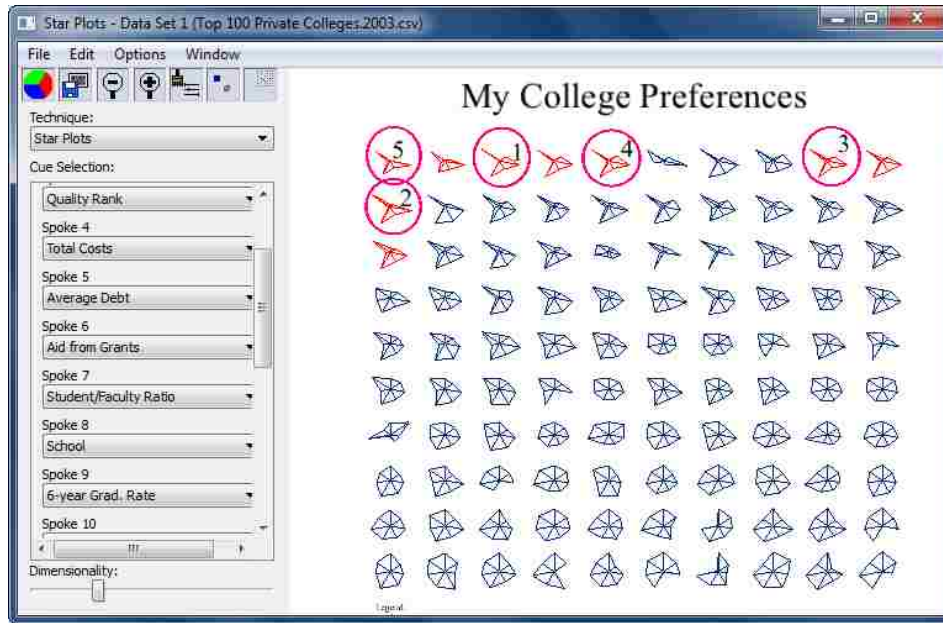 Star Plots - Data Set 1 (Top 100 Private Colleges.2003.csv)
File Edit Options Window
Technique:
Star Plots
Cue Selection:
Quality Rank
Spoke 4
Total Costs
Spoke 5
Average Debt
Spoke 6
Aid from Grants
Spoke 7
Student/Faculty Ratio
Spoke 8
School
Spoke 9
6-year Grad. Rate
Spoke 10
Dimensionality:
My College Preferences
5 1 4 3
2
Legend